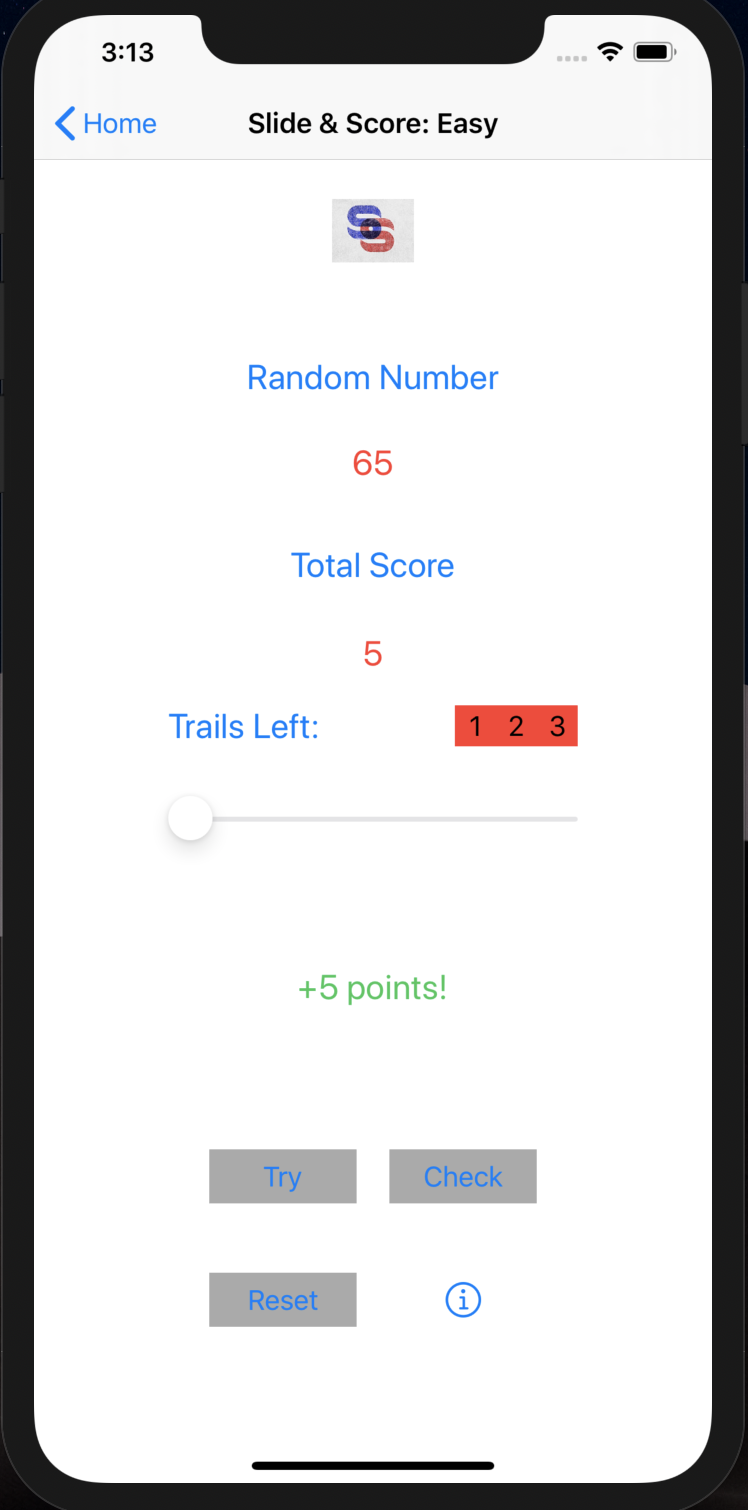 3:13
Home Slide & Score: Easy
SS
Random Number
65
Total Score
5
Trails Left: 1 2 3
+5 points!
Try Check
Reset i